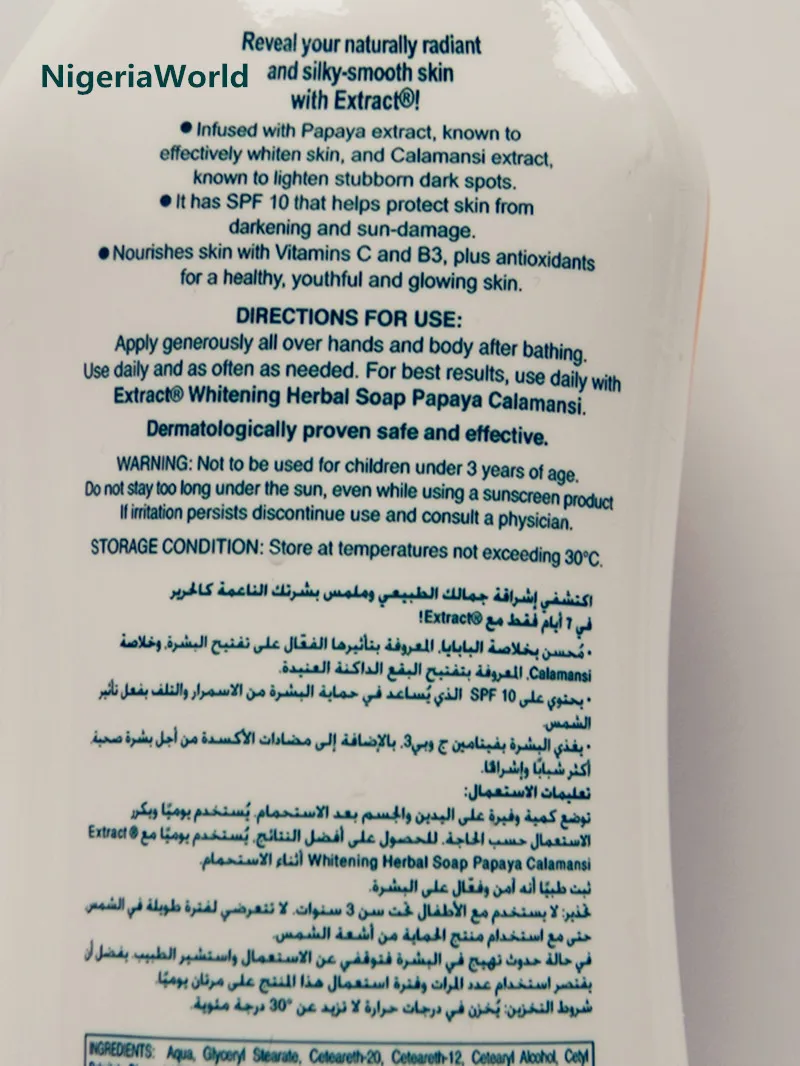 NigeriaWorld
Reveal your naturally radiant
and silky-smooth skin
with Extract®!
● Infused with Papaya extract, known to
effectively whiten skin, and Calamansi extract,
known to lighten stubborn dark spots.
● It has SPF 10 that helps protect skin from
darkening and sun-damage.
● Nourishes skin with Vitamins C and B3, plus antioxidants
for a healthy, youthful and glowing skin.
DIRECTIONS FOR USE:
Apply generously all over hands and body after bathing.
Use daily and as often as needed. For best results, use daily with
Extract® Whitening Herbal Soap Papaya Calamansi.
Dermatologically proven safe and effective.
WARNING: Not to be used for children under 3 years of age.
Do not stay too long under the sun, even while using a sunscreen product
If irritation persists discontinue use and consult a physician.
STORAGE CONDITION: Store at temperatures not exceeding 30°C.
اكتشفي إشراقة جمالك الطبيعي وملمس بشرتك الناعمة كالحرير
في 7 أيام فقط مع Extract®!
• مُحسن بخلاصة البابايا، المعروفة بتأثيرها الفعّال على تفتيح البشرة، وخلاصة
Calamansi، المعروفة بتفتيح البقع الداكنة العنيدة.
• يحتوي على SPF 10 الذي يُساعد في حماية البشرة من الاسمرار والتلف بفعل تأثير
الشمس.
• يغذي البشرة بفيتامين ج وبي3، بالإضافة إلى مضادات الأكسدة من أجل بشرة صحية،
أكثر شبابًا وإشراقًا.
تعليمات الاستعمال:
توضع كمية وفيرة على اليدين والجسم بعد الاستحمام. يُستخدم يوميًا ويكرر
الاستعمال حسب الحاجة. للحصول على أفضل النتائج، يُستخدم يوميًا مع Extract ®
Whitening Herbal Soap Papaya Calamansi أثناء الاستحمام.
ثبت طبيًا أنه آمن وفعّال على البشرة.
تحذير: لا يستخدم مع الأطفال تحت سن 3 سنوات. لا تتعرضي لفترة طويلة في الشمس
حتى مع استخدام منتج الحماية من أشعة الشمس.
في حالة حدوث تهيج في البشرة فتوقفي عن الاستعمال واستشير الطبيب. يفضل أن
يقتصر استخدام عدد المرات وفترة استعمال هذا المنتج على مرتان يوميًا.
شروط التخزين: يُخزن في درجات حرارة لا تزيد عن 30° درجة مئوية.
INGREDIENTS: Aqua, Glyceryl Stearate, Ceteareth-20, Ceteareth-12, Cetearyl Alcohol, Cetyl